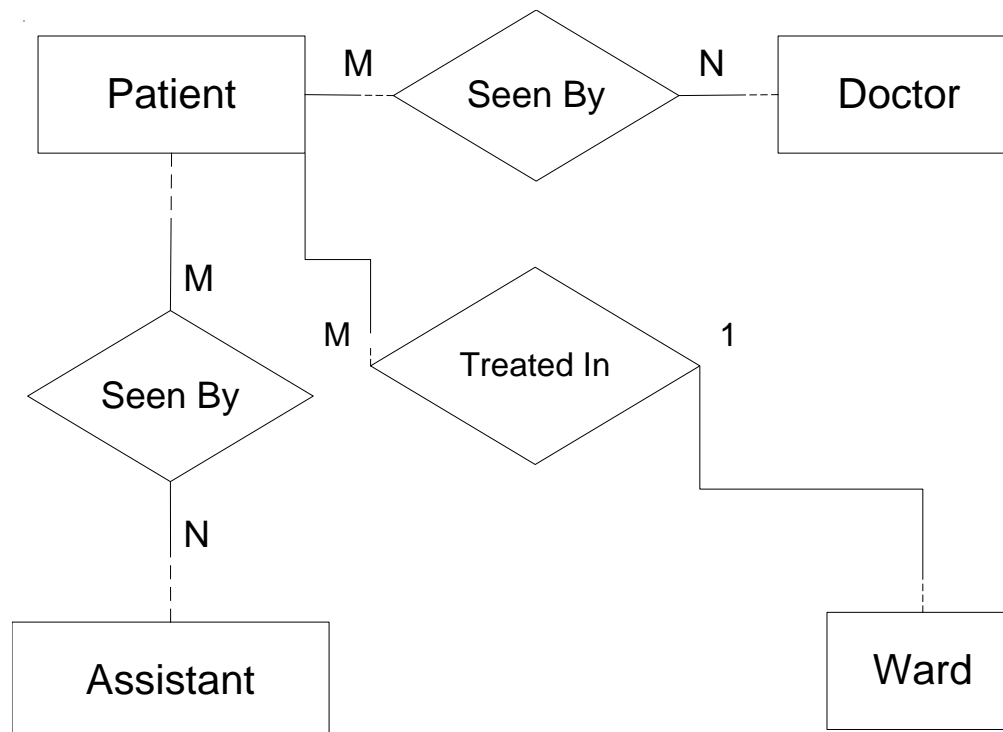 M
N
Patient
Seen By
Doctor
M
M
1
Treated In
Seen By
N
Assistant
Ward